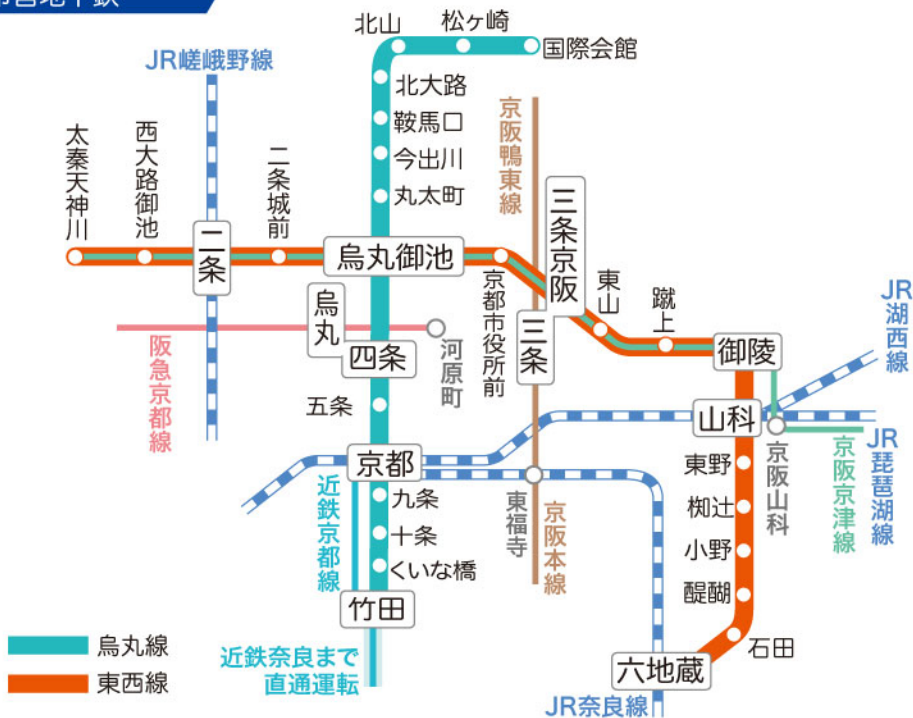 市営地下鉄
北山
松ヶ崎
国際会館
JR嵯峨野線
北大路
鞍馬口
今出川
丸太町
京阪鴨東線
太秦天神川
西大路御池
二条
二条城前
烏丸御池
京都市役所前
三条京阪
東山
蹴上
御陵
JR湖西線
阪急京都線
烏丸
四条
河原町
三条
五条
山科
京都
東野
京阪山科
京阪京津線
JR琵琶湖線
近鉄京都線
九条
東福寺
京阪本線
椥辻
十条
小野
くいな橋
醍醐
竹田
石田
烏丸線
東西線
近鉄奈良まで
直通運転
六地蔵
JR奈良線